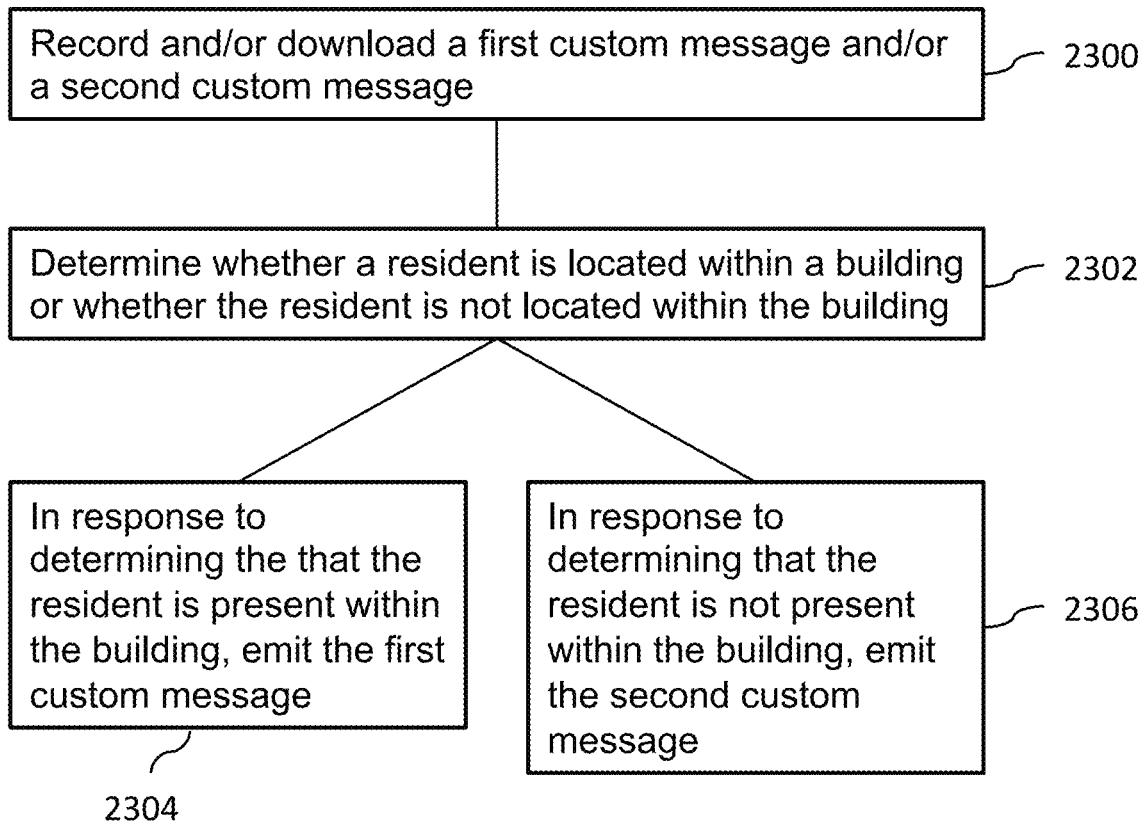 Record and/or download a first custom message and/or
a second custom message
2300
Determine whether a resident is located within a building
or whether the resident is not located within the building
2302
In response to
determining the that the
resident is present within
the building, emit the first
custom message
2304
In response to
determining that the
resident is not present
within the building, emit
the second custom
message
2306